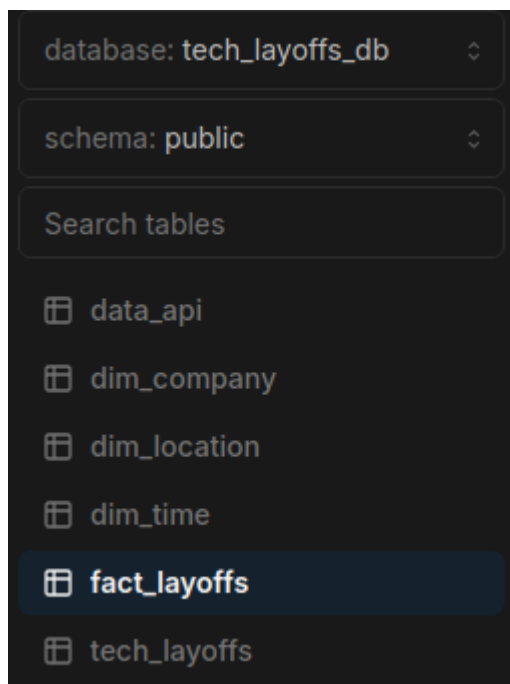 database: tech_layoffs_db
schema: public
Search tables
data_api
dim_company
dim_location
dim_time
fact_layoffs
tech_layoffs